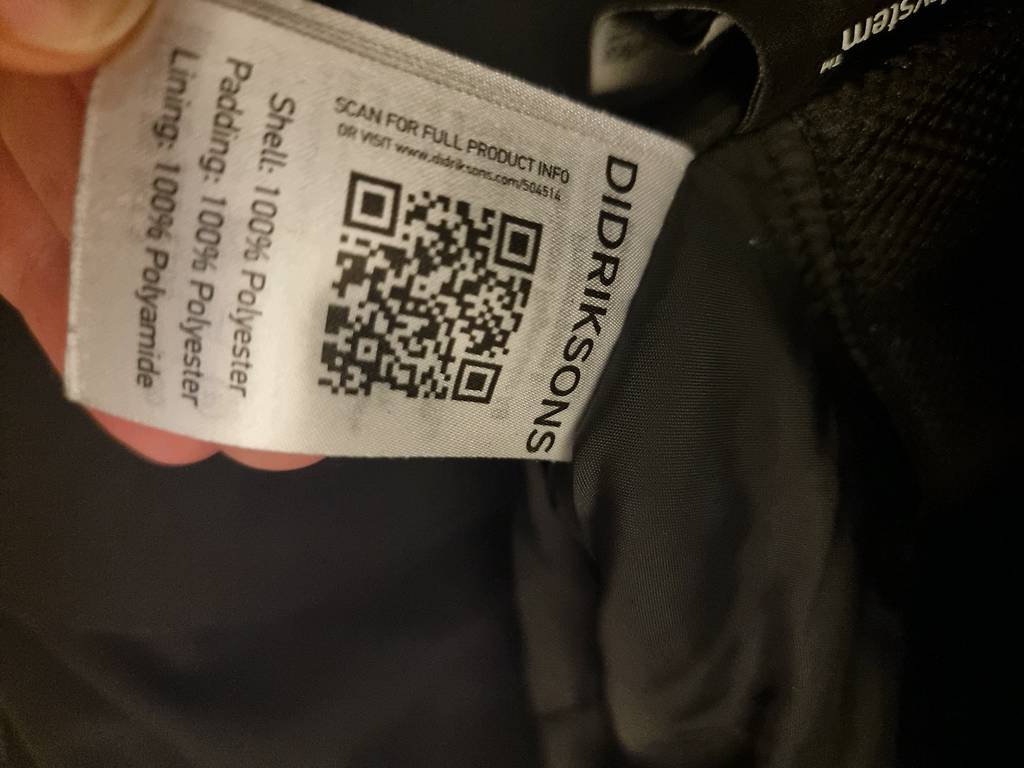 DIDRIKSONS
SCAN FOR FULL PRODUCT INFO
OR VISIT www.didriksons.com/504514
Shell: 100% Polyester
Padding: 100% Polyester
Lining: 100% Polyamide